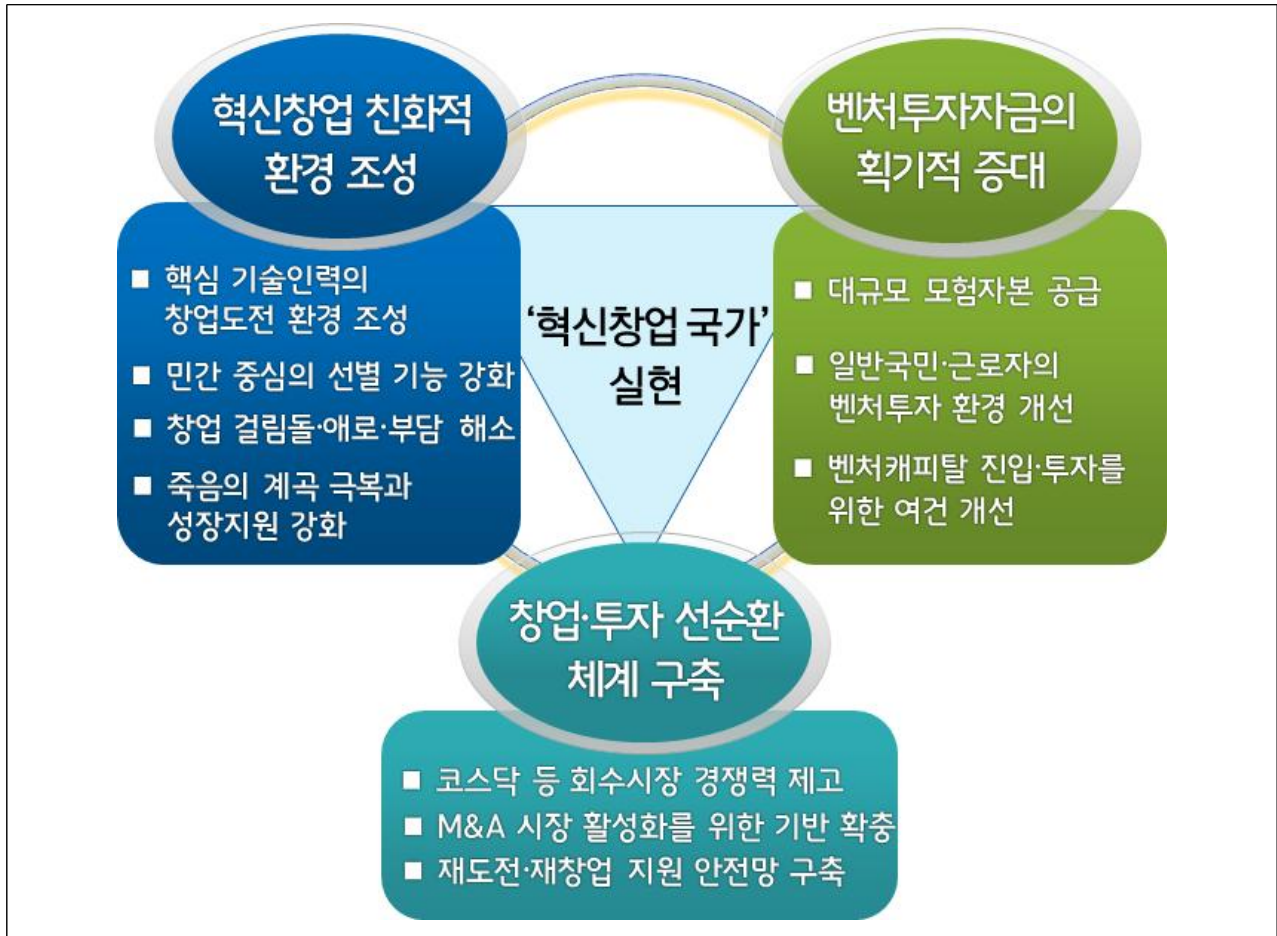 혁신창업 친화적
환경 조성
■ 핵심 기술인력의
창업도전 환경 조성
■ 민간 중심의 선별 기능 강화
■ 창업 걸림돌·애로·부담 해소
■ 죽음의 계곡 극복과
성장지원 강화
벤처투자자금의
획기적 증대
■ 대규모 모험자본 공급
■ 일반국민·근로자의
벤처투자 환경 개선
■ 벤처캐피탈 진입·투자를
위한 여건 개선
‘혁신창업 국가’
실현
창업·투자 선순환
체계 구축
■ 코스닥 등 회수시장 경쟁력 제고
■ M&A 시장 활성화를 위한 기반 확충
■ 재도전·재창업 지원 안전망 구축